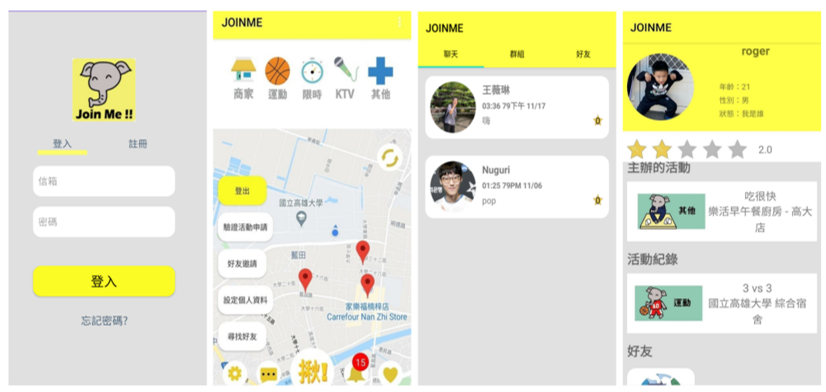 Join Me !!
登入
註冊
信箱
密碼
登入
忘記密碼?
JOINME
商家
運動
限時
KTV
其他
登出
驗證活動申請
好友邀請
設定個人資料
尋找好友
國立高雄大學
藍田
家樂福楠梓店
Carrefour Nan Zhi Store
揪!
15
JOINME
聊天
群組
好友
王薇琳
03:36 79下午 11/17
嗨
0
Nuguri
01:25 79PM 11/06
pop
0
JOINME
roger
年齡:21
性別:男
狀態:我是誰
2.0
主辦的活動
其他
吃很快
樂活早午餐廚房 - 高大
店
活動紀錄
運動
3 vs 3
國立高雄大學 綜合宿
舍
好友